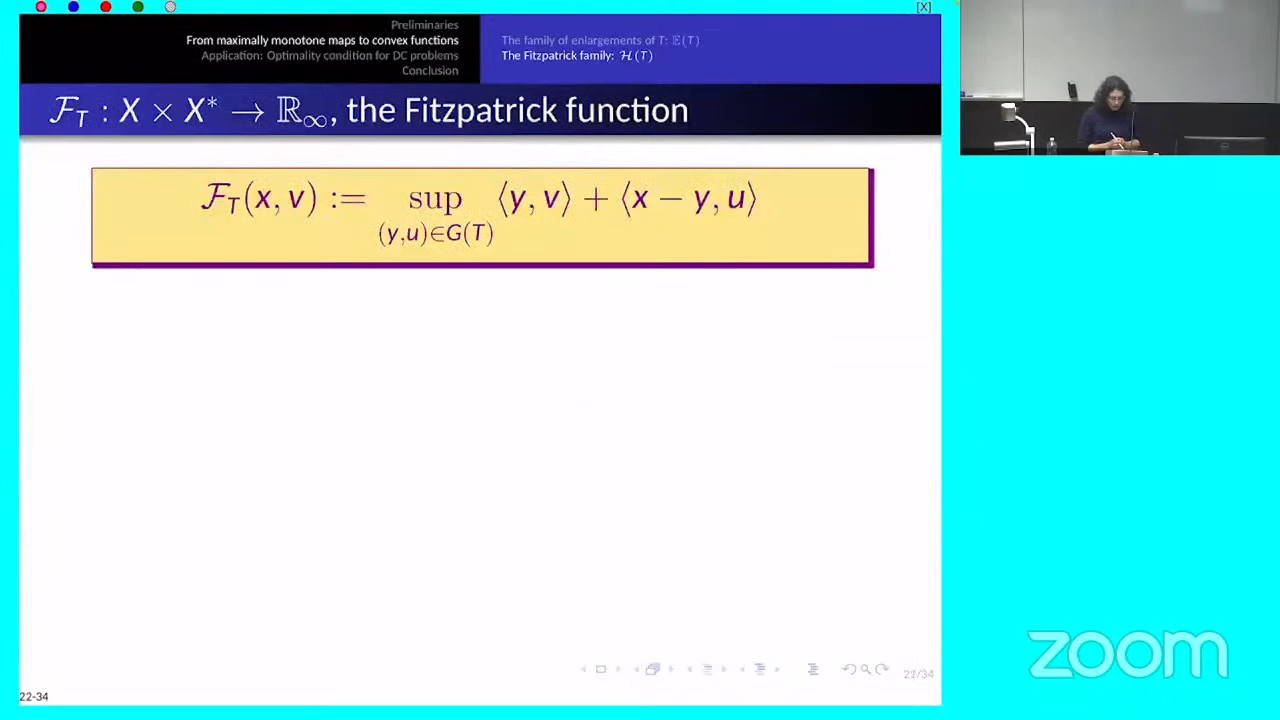 [X]
Preliminaries
From maximally monotone maps to convex functions
Application: Optimality condition for DC problems
Conclusion
The family of enlargements of T: 𝔼(T)
The Fitzpatrick family: ℋ(T)
ℱ_T : X × X* → ℝ_∞, the Fitzpatrick function
ℱ_T(x, v) := sup ⟨y, v⟩ + ⟨x − y, u⟩
(y,u)∈G(T)
22-34
zoom